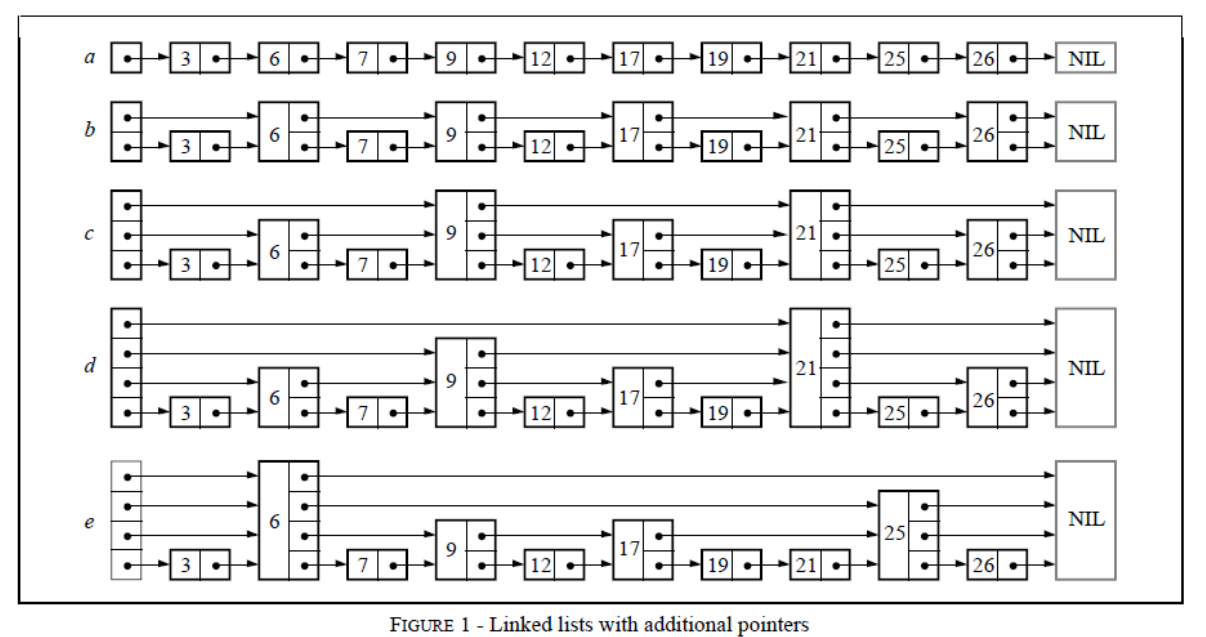 a 3 6 7 9 12 17 19 21 25 26 NIL
b 3 6 7 9 12 17 19 21 25 26 NIL
c 3 6 7 9 12 17 19 21 25 26 NIL
d 3 6 7 9 12 17 19 21 25 26 NIL
e 3 6 7 9 12 17 19 21 25 26 NIL
FIGURE 1 - Linked lists with additional pointers